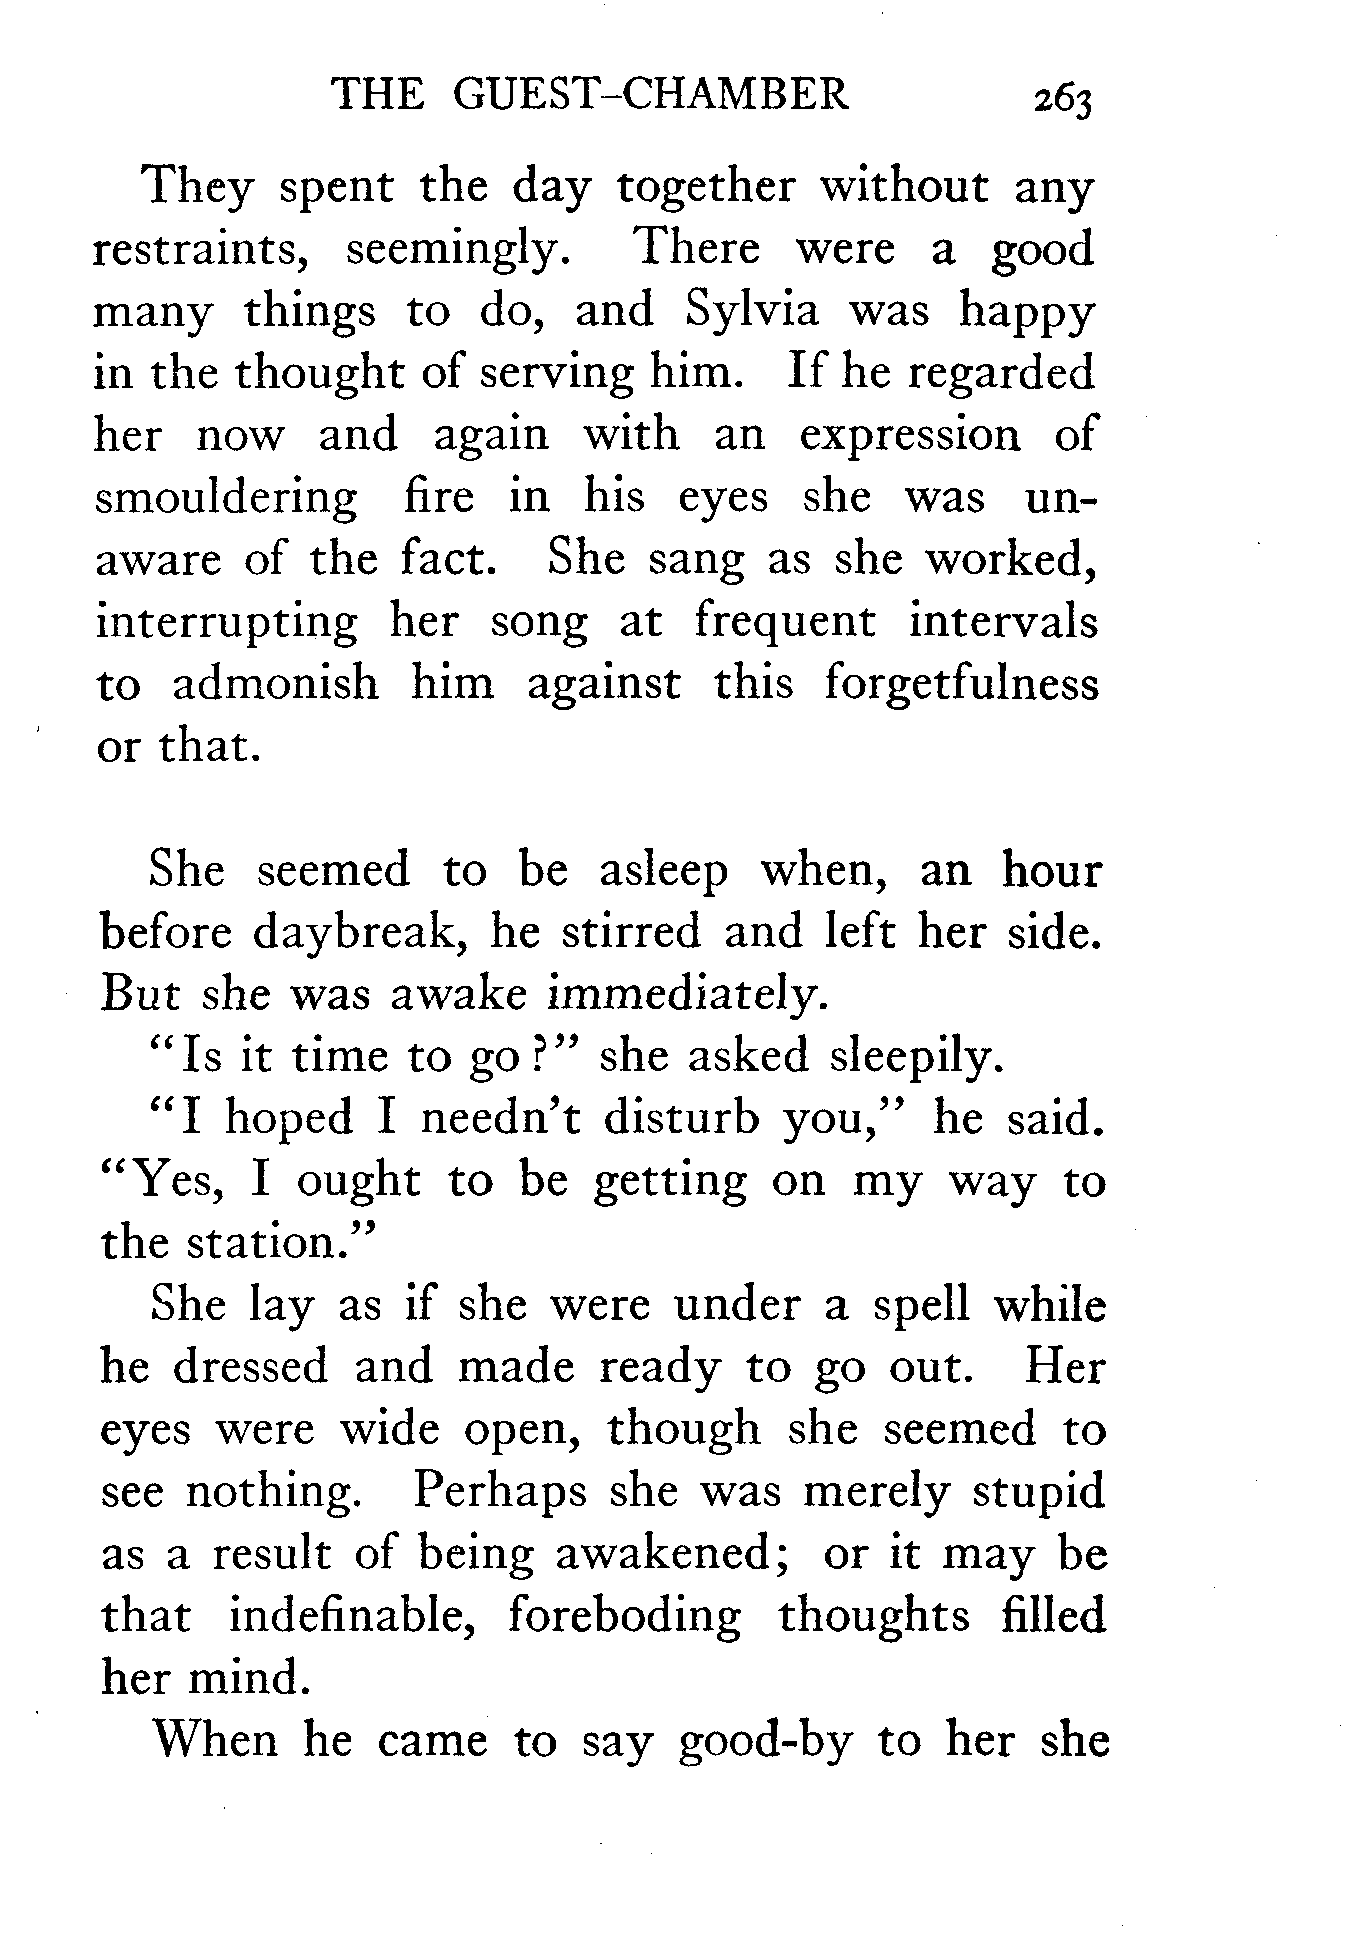 THE GUEST-CHAMBER 263
They spent the day together without any
restraints, seemingly. There were a good
many things to do, and Sylvia was happy
in the thought of serving him. If he regarded
her now and again with an expression of
smouldering fire in his eyes she was un-
aware of the fact. She sang as she worked,
interrupting her song at frequent intervals
to admonish him against this forgetfulness
or that.
She seemed to be asleep when, an hour
before daybreak, he stirred and left her side.
But she was awake immediately.
“Is it time to go?” she asked sleepily.
“I hoped I needn’t disturb you,” he said.
“Yes, I ought to be getting on my way to
the station.”
She lay as if she were under a spell while
he dressed and made ready to go out. Her
eyes were wide open, though she seemed to
see nothing. Perhaps she was merely stupid
as a result of being awakened; or it may be
that indefinable, foreboding thoughts filled
her mind.
When he came to say good-by to her she